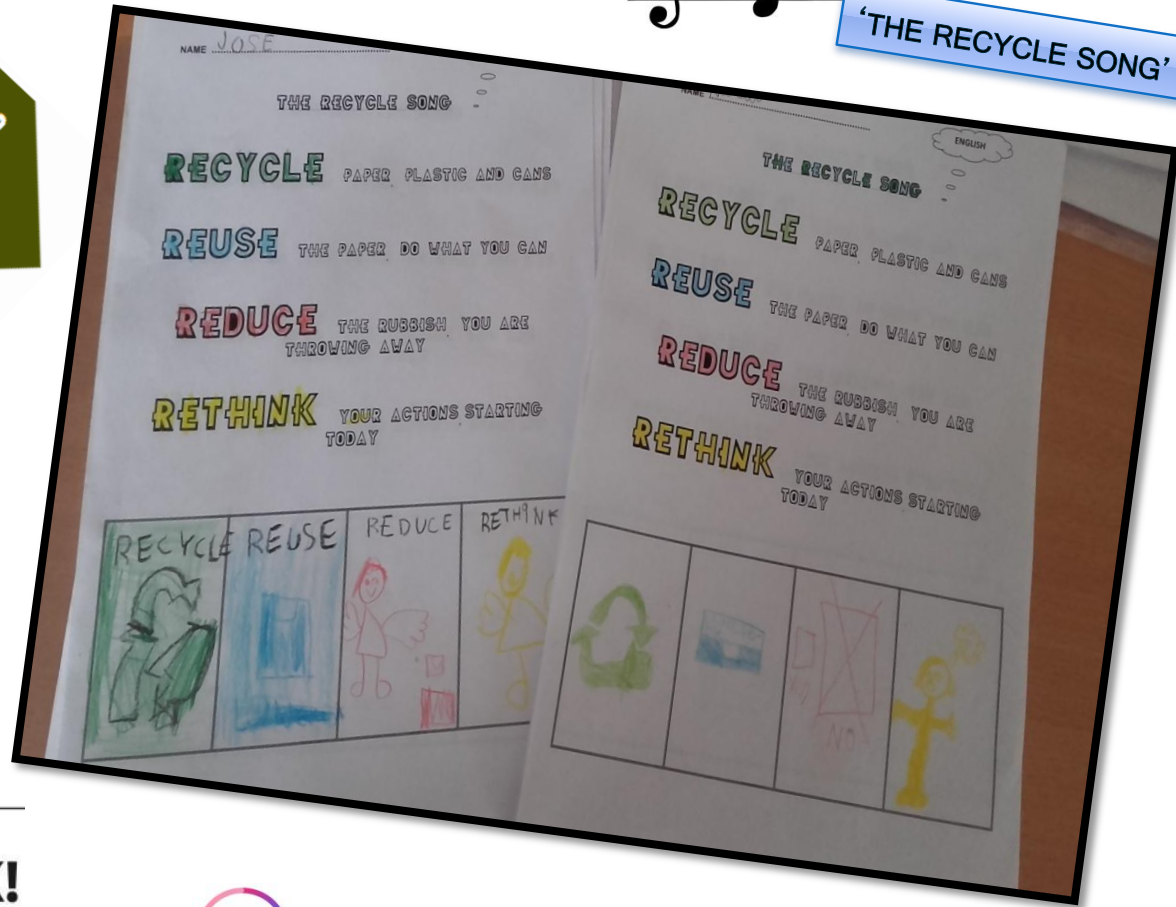 'THE RECYCLE SONG'
NAME JOSE
THE RECYCLE SONG
RECYCLE PAPER, PLASTIC AND CANS
REUSE THE PAPER, DO WHAT YOU CAN
REDUCE THE RUBBISH, YOU ARE
THROWING AWAY
RETHINK YOUR ACTIONS STARTING
TODAY
RECYCLE REUSE REDUCE RETHINK
NAME
ENGLISH
THE RECYCLE SONG
RECYCLE PAPER, PLASTIC AND CANS
REUSE THE PAPER, DO WHAT YOU CAN
REDUCE THE RUBBISH, YOU ARE
THROWING AWAY
RETHINK YOUR ACTIONS STARTING
TODAY
NO